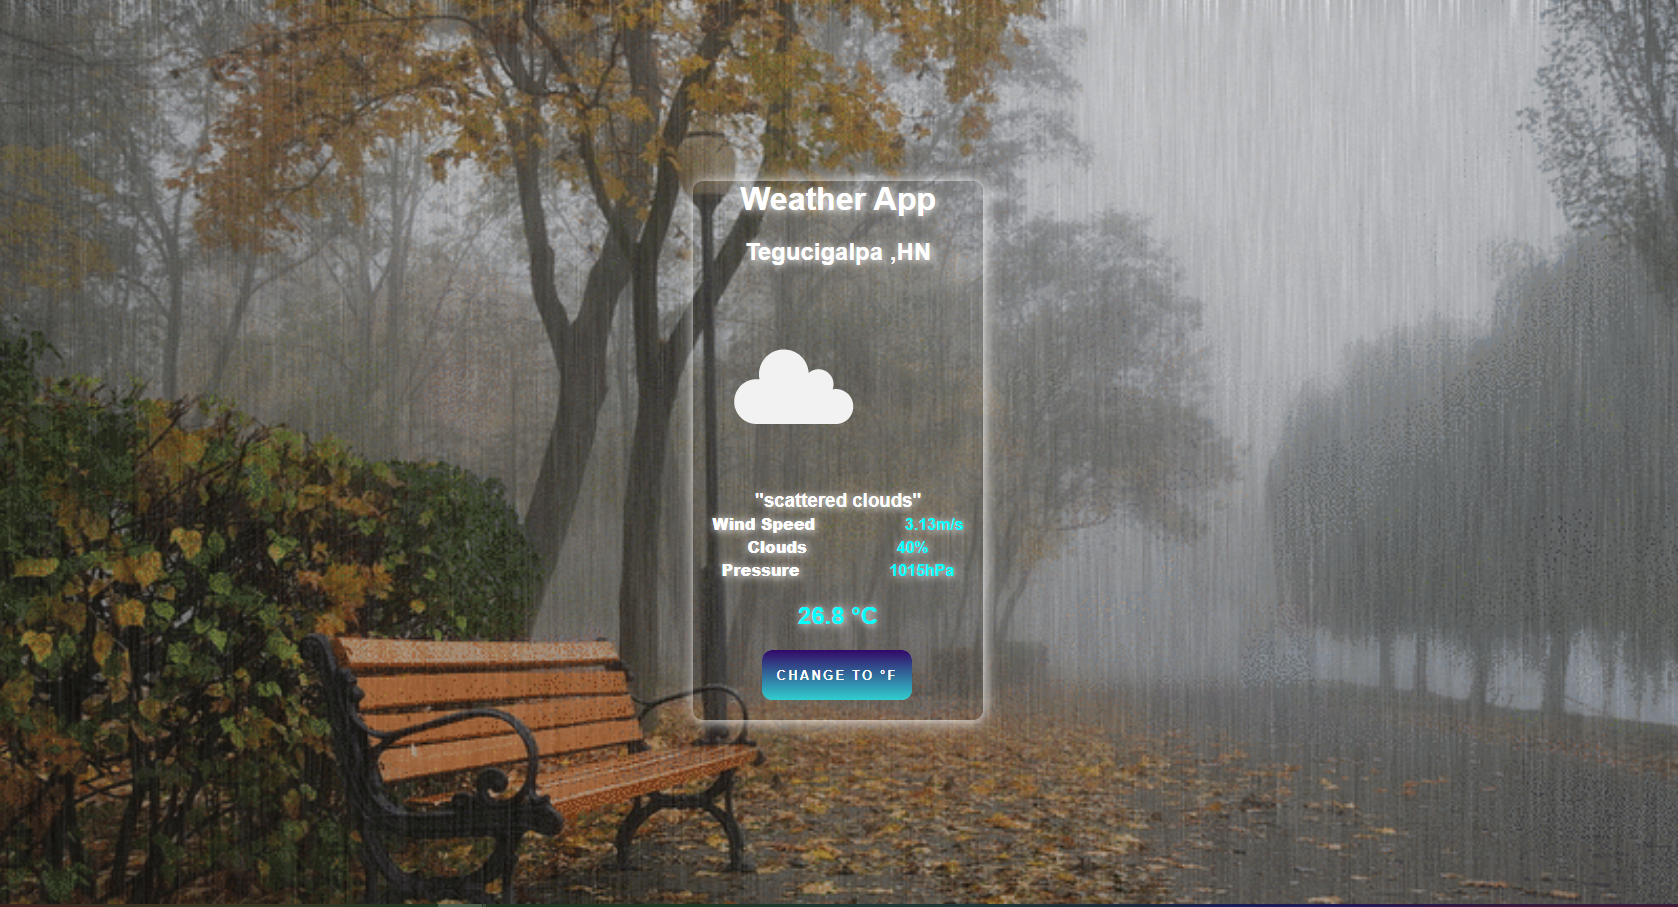 Weather App
Tegucigalpa ,HN
"scattered clouds"
Wind Speed 3.13m/s
Clouds 40%
Pressure 1015hPa
26.8 °C
CHANGE TO °F